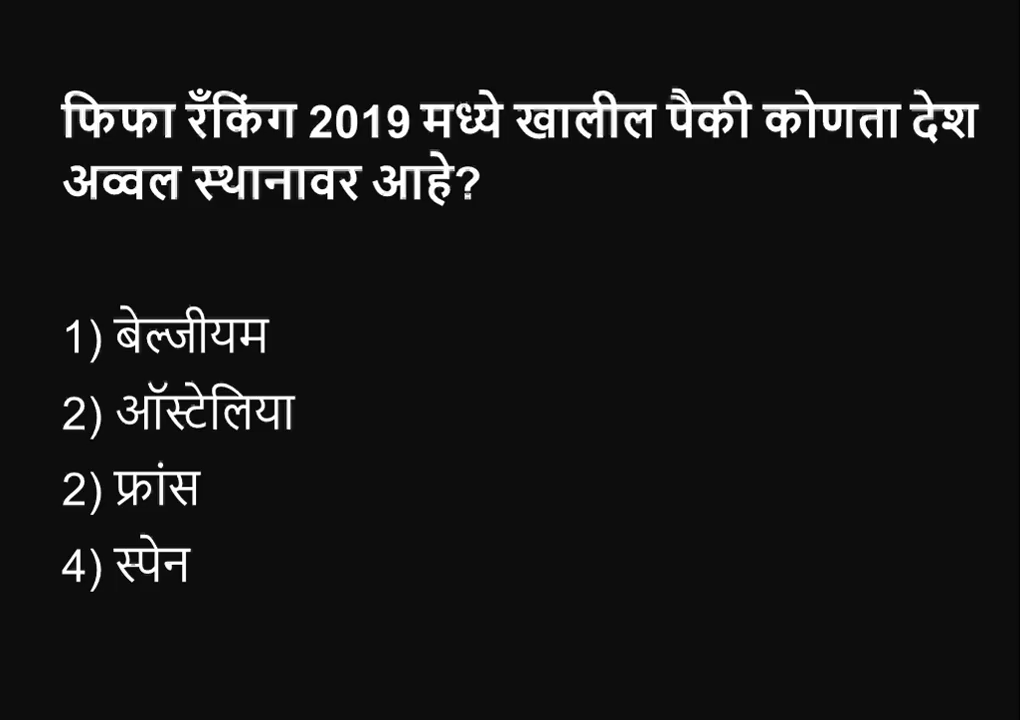 फिफा रँकिंग 2019 मध्ये खालील पैकी कोणता देश
अव्वल स्थानावर आहे?
1) बेल्जीयम
2) ऑस्टेलिया
2) फ्रांस
4) स्पेन